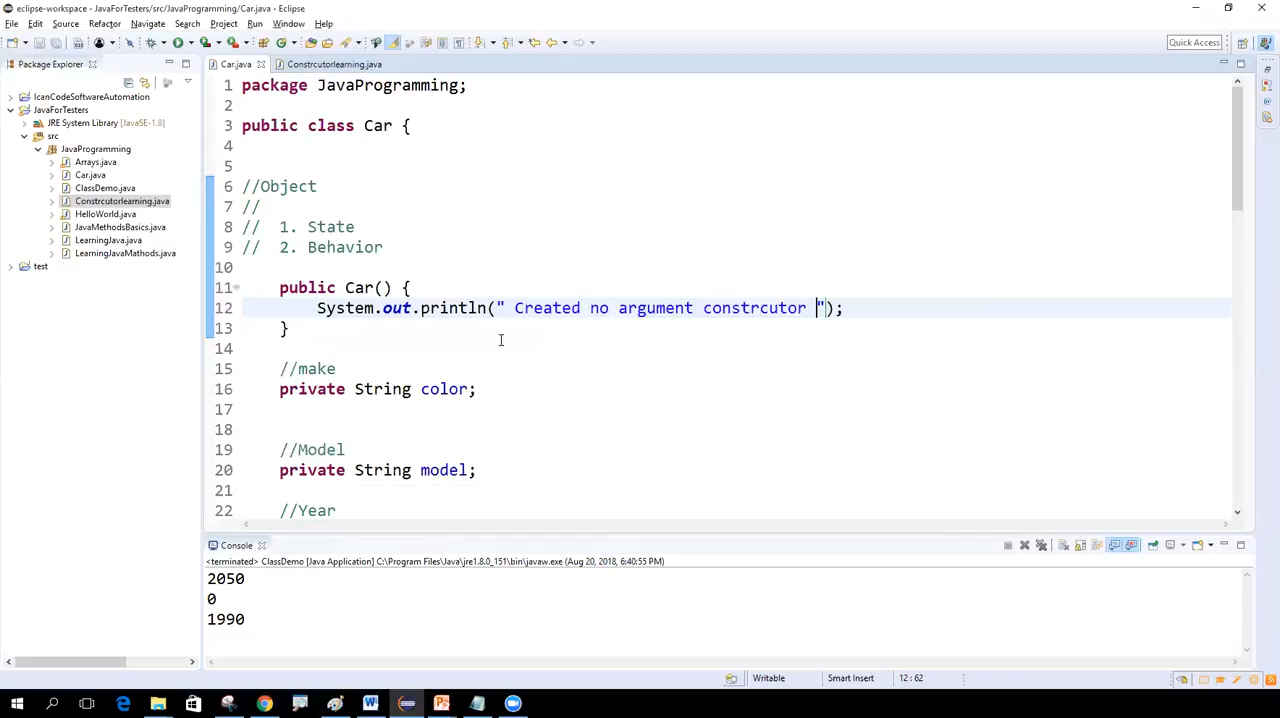 eclipse-workspace - JavaForTesters/src/JavaProgramming/Car.java - Eclipse
File Edit Source Refactor Navigate Search Project Run Window Help
Quick Access
Package Explorer
Car.java
Constrcutorlearning.java
IcanCodeSoftwareAutomation
JavaForTesters
JRE System Library [JavaSE-1.8]
src
JavaProgramming
Arrays.java
Car.java
ClassDemo.java
Constrcutorlearning.java
HelloWorld.java
JavaMethodsBasics.java
LearningJava.java
LearningJavaMathods.java
test
1 package JavaProgramming;
2
3 public class Car {
4
5
6 //Object
7 //
8 // 1. State
9 // 2. Behavior
10
11 public Car() {
12 System.out.println(" Created no argument constrcutor ");
13 }
14
15 //make
16 private String color;
17
18
19 //Model
20 private String model;
21
22 //Year
Console
<terminated> ClassDemo [Java Application] C:\Program Files\Java\jre1.8.0_151\bin\javaw.exe (Aug 20, 2018, 6:40:55 PM)
2050
0
1990
Writable
Smart Insert
12 : 62